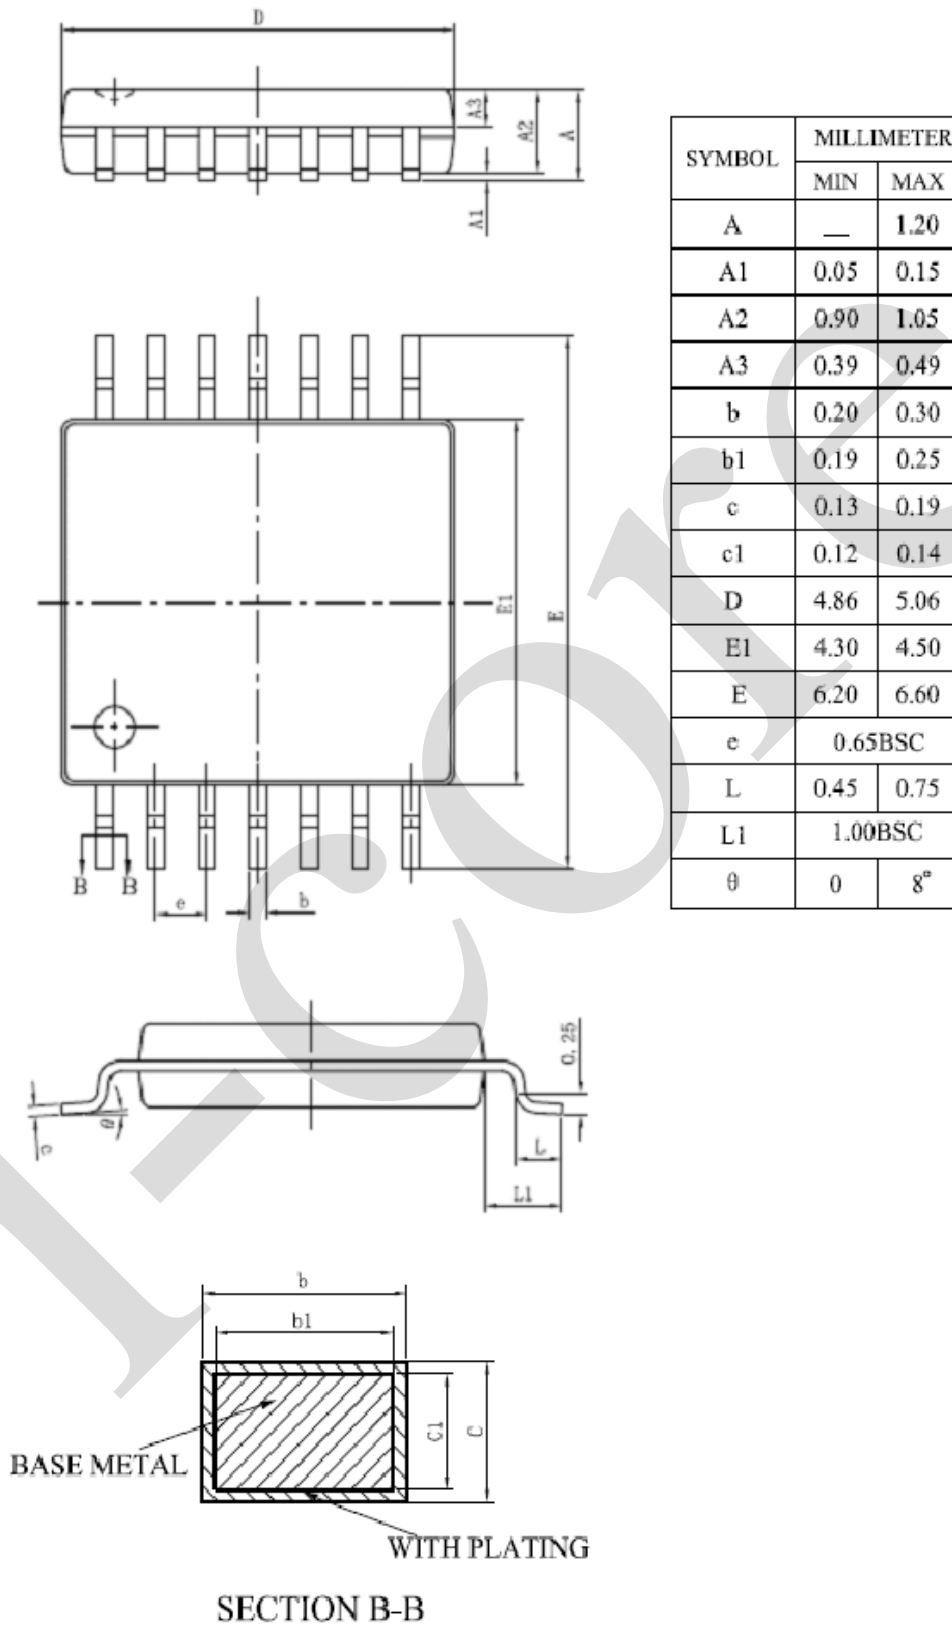 D
A3
A2
A
A1
E1
E
B B
e
b
0.25
θ
c
L
L1
b
b1
C1
C
BASE METAL
WITH PLATING
SECTION B-B
SYMBOL MILLIMETER
MIN MAX
A — 1.20
A1 0.05 0.15
A2 0.90 1.05
A3 0.39 0.49
b 0.20 0.30
b1 0.19 0.25
c 0.13 0.19
c1 0.12 0.14
D 4.86 5.06
E1 4.30 4.50
E 6.20 6.60
e 0.65BSC
L 0.45 0.75
L1 1.00BSC
θ 0 8°
i-core